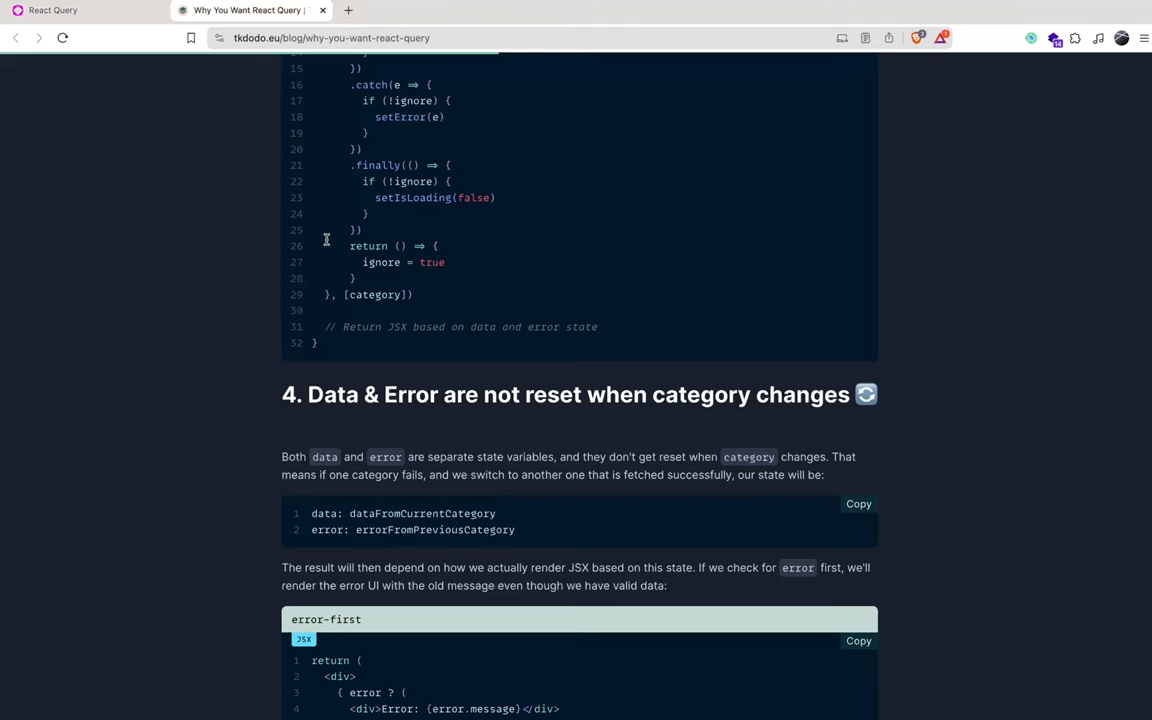 React Query
Why You Want React Query | T
tkdodo.eu/blog/why-you-want-react-query
15 })
16 .catch(e ⇒ {
17 if (!ignore) {
18 setError(e)
19 }
20 })
21 .finally(() ⇒ {
22 if (!ignore) {
23 setIsLoading(false)
24 }
25 })
26 return () ⇒ {
27 ignore = true
28 }
29 }, [category])
30
31 // Return JSX based on data and error state
32 }
4. Data & Error are not reset when category changes 🔄
Both data and error are separate state variables, and they don't get reset when category changes. That
means if one category fails, and we switch to another one that is fetched successfully, our state will be:
Copy
1 data: dataFromCurrentCategory
2 error: errorFromPreviousCategory
The result will then depend on how we actually render JSX based on this state. If we check for error first, we'll
render the error UI with the old message even though we have valid data:
error-first
JSX
Copy
1 return (
2 <div>
3 { error ? (
4 <div>Error: {error.message}</div>